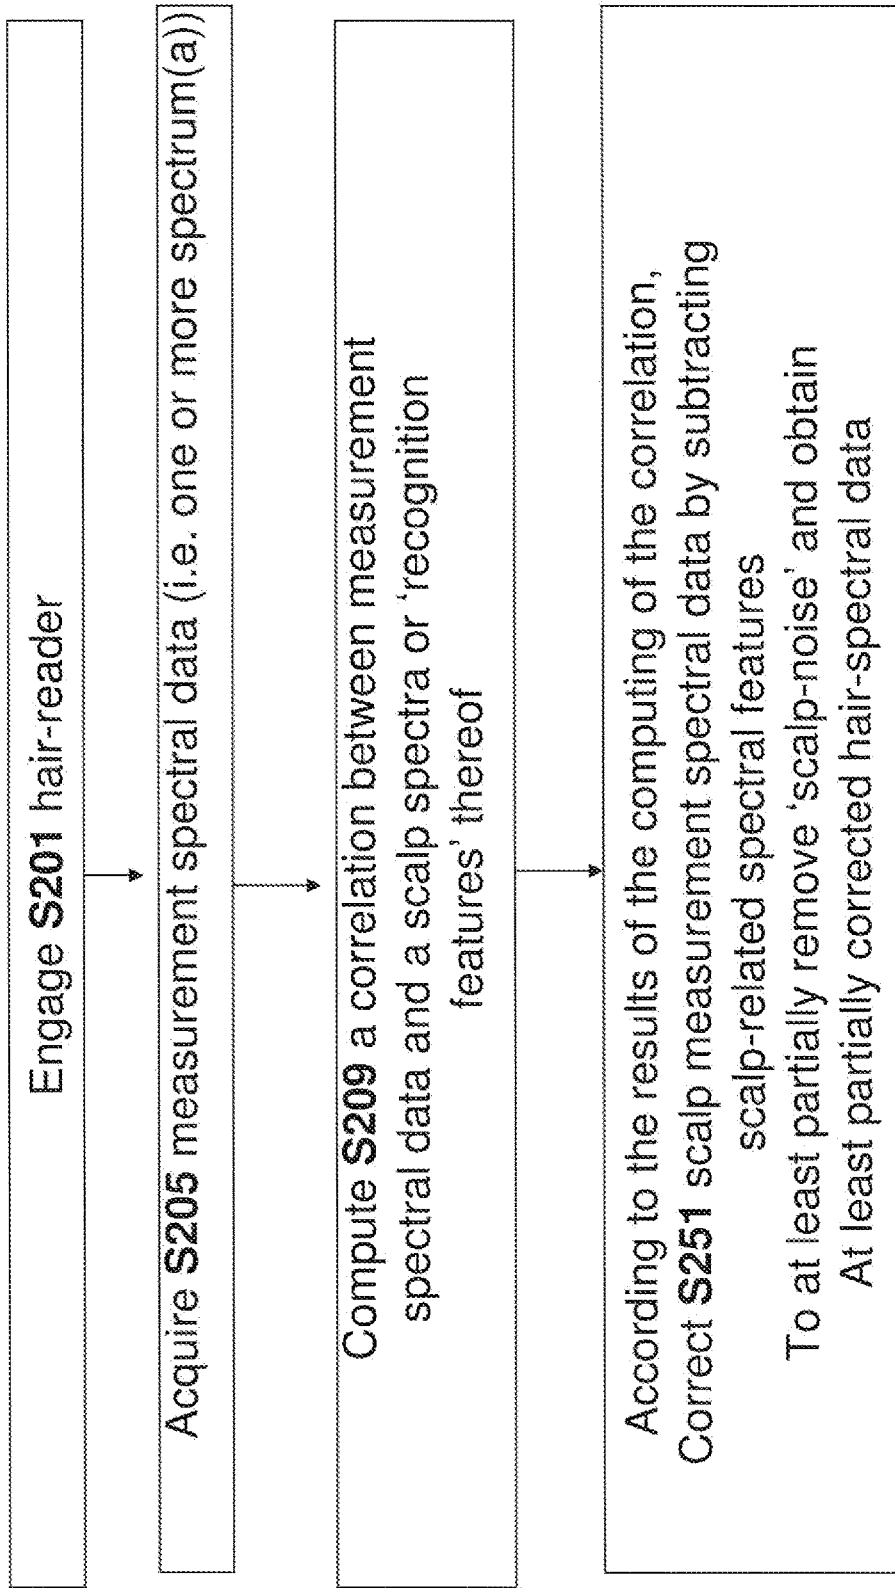 Engage S201 hair-reader
Acquire S205 measurement spectral data (i.e. one or more spectrum(a))
Compute S209 a correlation between measurement
spectral data and a scalp spectra or 'recognition
features' thereof
According to the results of the computing of the correlation,
Correct S251 scalp measurement spectral data by subtracting
scalp-related spectral features
To at least partially remove 'scalp-noise' and obtain
At least partially corrected hair-spectral data